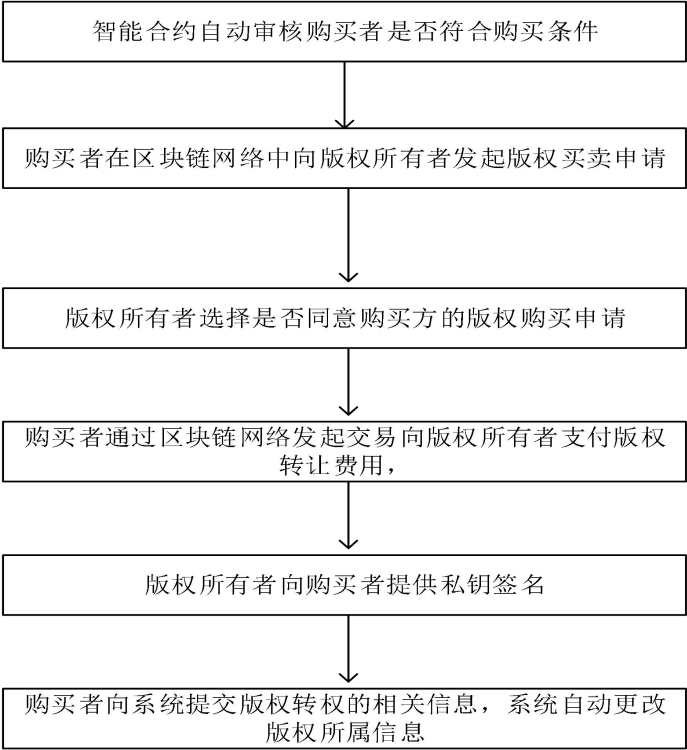 智能合约自动审核购买者是否符合购买条件
购买者在区块链网络中向版权所有者发起版权买卖申请
版权所有者选择是否同意购买方的版权购买申请
购买者通过区块链网络发起交易向版权所有者支付版权
转让费用，
版权所有者向购买者提供私钥签名
购买者向系统提交版权转权的相关信息，系统自动更改
版权所属信息